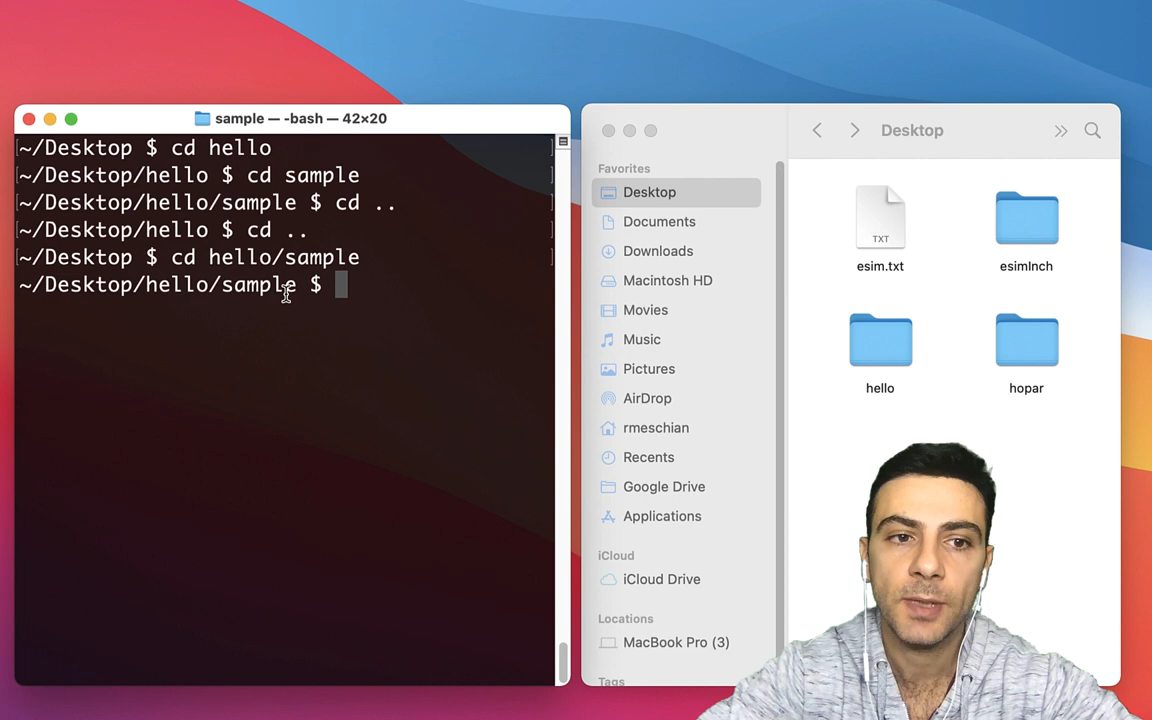 sample — -bash — 42×20
~/Desktop $ cd hello
~/Desktop/hello $ cd sample
~/Desktop/hello/sample $ cd ..
~/Desktop/hello $ cd ..
~/Desktop $ cd hello/sample
~/Desktop/hello/sample $
Favorites
Desktop
Documents
Downloads
Macintosh HD
Movies
Music
Pictures
AirDrop
rmeschian
Recents
Google Drive
Applications
iCloud
iCloud Drive
Locations
MacBook Pro (3)
Tags
Desktop
TXT
esim.txt
esimInch
hello
hopar